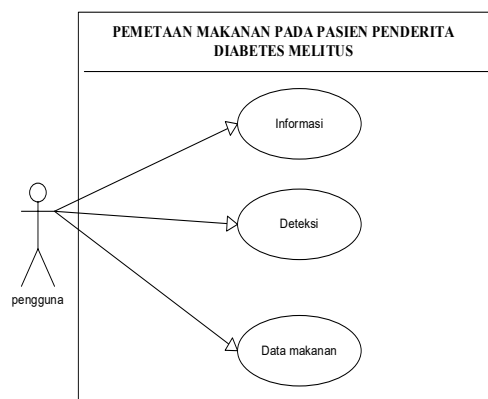 PEMETAAN MAKANAN PADA PASIEN PENDERITA
DIABETES MELITUS
Informasi
Deteksi
pengguna
Data makanan